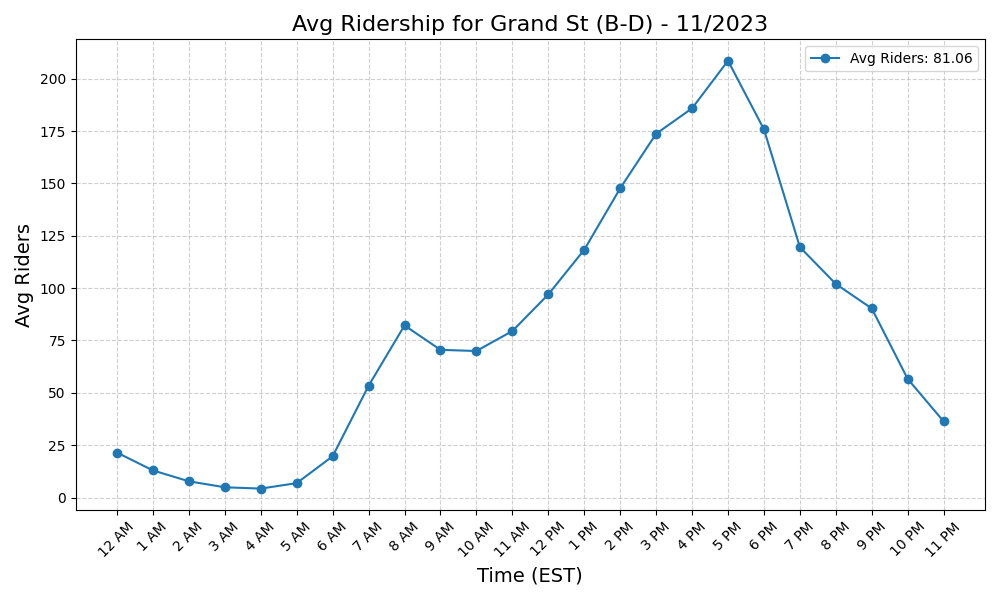 Avg Ridership for Grand St (B-D) - 11/2023
Avg Riders: 81.06
Avg Riders
200
175
150
125
100
75
50
25
0
12 AM
1 AM
2 AM
3 AM
4 AM
5 AM
6 AM
7 AM
8 AM
9 AM
10 AM
11 AM
12 PM
1 PM
2 PM
3 PM
4 PM
5 PM
6 PM
7 PM
8 PM
9 PM
10 PM
11 PM
Time (EST)